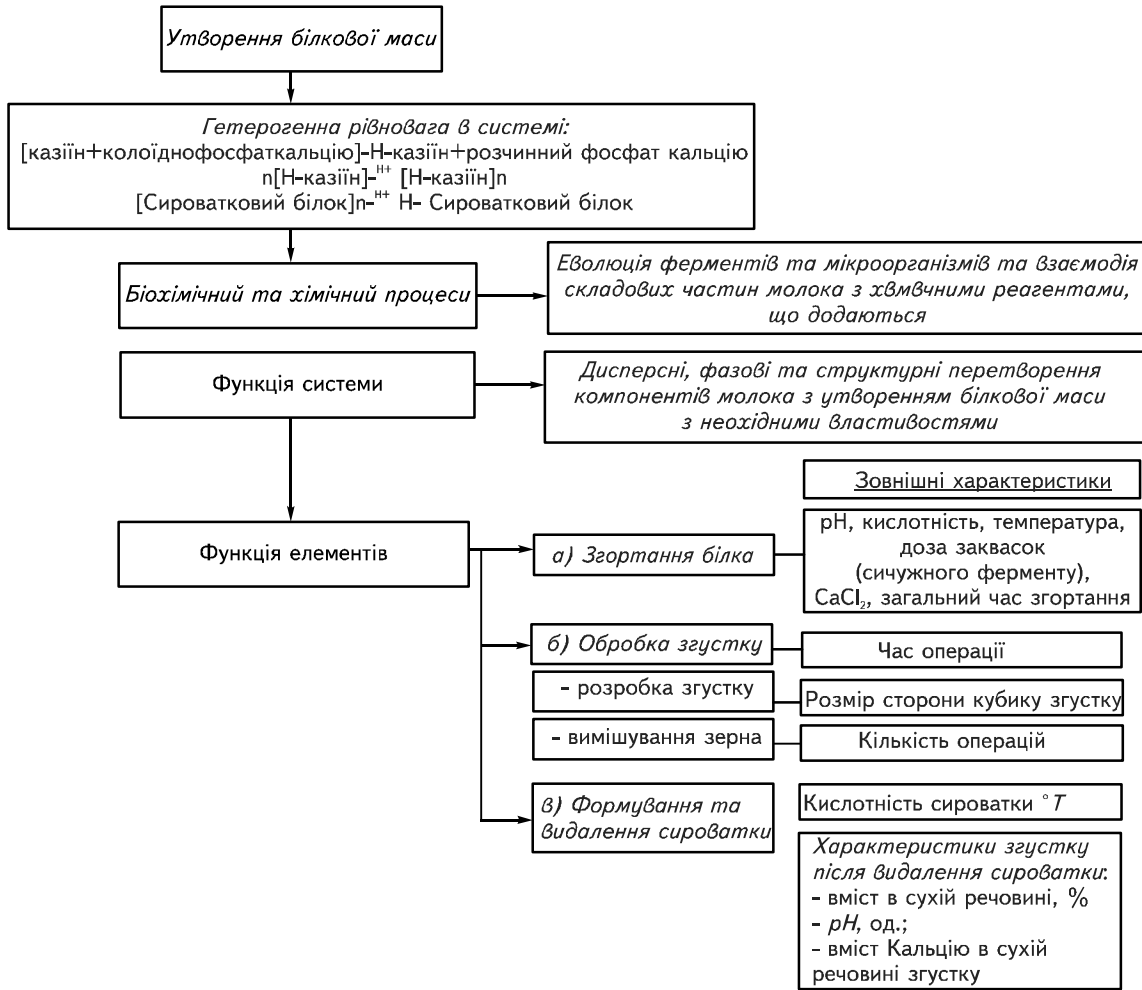 Утворення білкової маси
Гетерогенна рівновага в системі:
[казіїн+колоїднофосфаткальцію]-Н-казіїн+розчинний фосфат кальцію
n[Н-казіїн]-ᴴ⁺ [Н-казіїн]n
[Сироватковий білок]n-ᴴ⁺ Н- Сироватковий білок
Біохімічний та хімічний процеси
Еволюція ферментів та мікроорганізмів та взаємодія
складових частин молока з хвмвчними реагентами,
що додаються
Функція системи
Дисперсні, фазові та структурні перетворення
компонентів молока з утворенням білкової маси
з неохідними властивостями
Зовнішні характеристики
Функція елементів
а) Згортання білка
рН, кислотність, температура,
доза заквасок
(сичужного ферменту),
CaCl₂, загальний час згортання
б) Обробка згустку
Час операції
- розробка згустку
Розмір сторони кубику згустку
- вимішування зерна
Кількість операцій
в) Формування та
видалення сироватки
Кислотність сироватки °Т
Характеристики згустку
після видалення сироватки:
- вміст в сухій речовині, %
- рН, од.;
- вміст Кальцію в сухій
речовині згустку